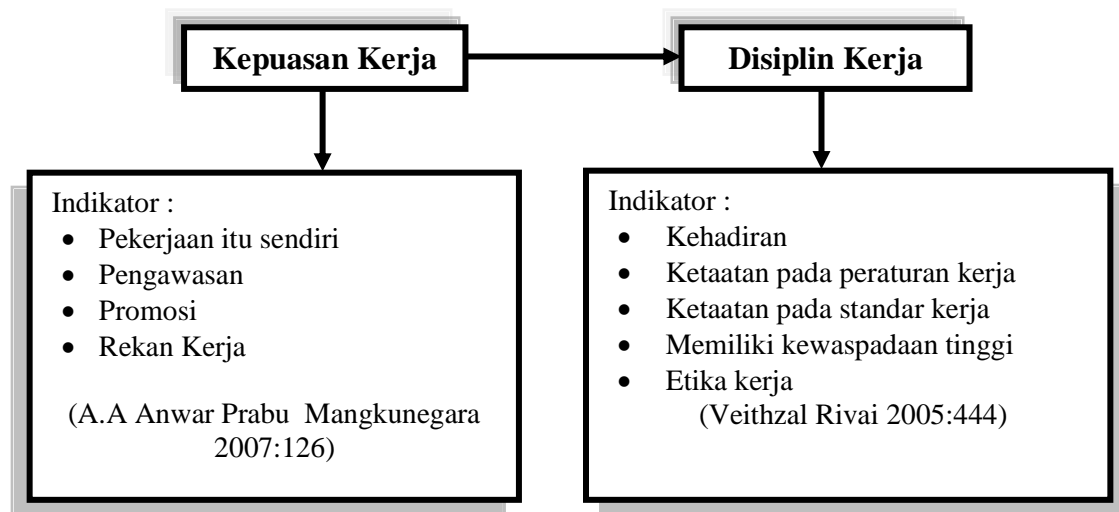 Kepuasan Kerja
Disiplin Kerja
Indikator :
• Pekerjaan itu sendiri
• Pengawasan
• Promosi
• Rekan Kerja
(A.A Anwar Prabu Mangkunegara
2007:126)
Indikator :
• Kehadiran
• Ketaatan pada peraturan kerja
• Ketaatan pada standar kerja
• Memiliki kewaspadaan tinggi
• Etika kerja
(Veithzal Rivai 2005:444)